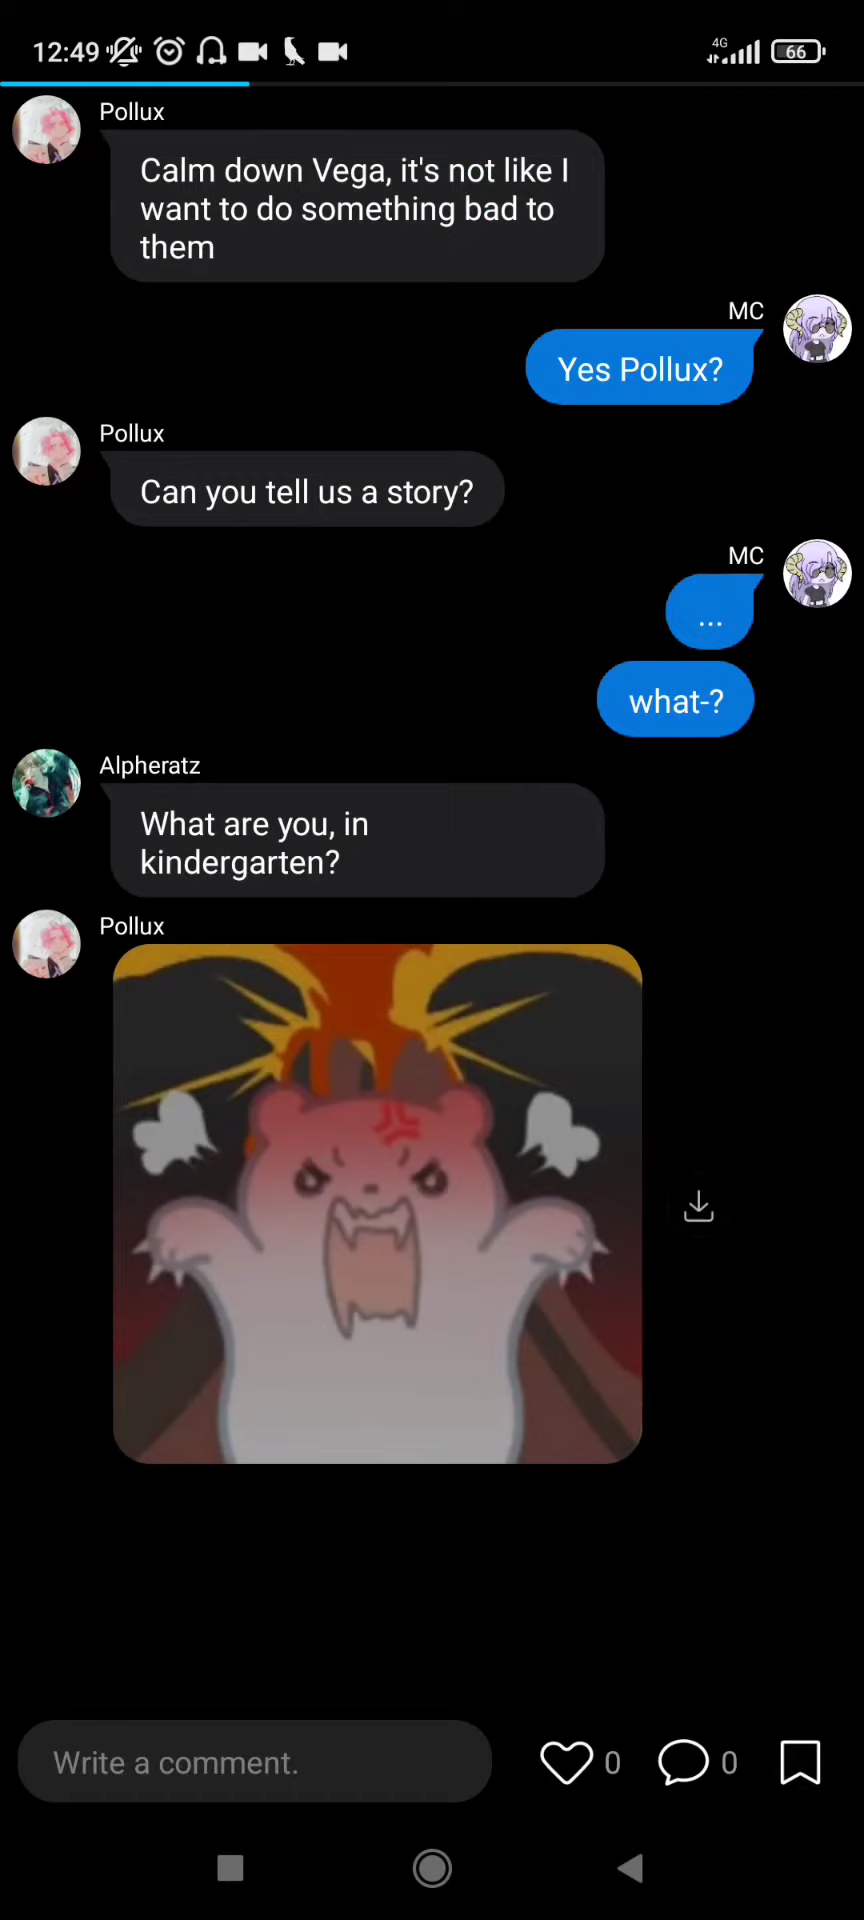 12:49
4G
66
Pollux
Calm down Vega, it's not like I
want to do something bad to
them
MC
Yes Pollux?
Pollux
Can you tell us a story?
MC
...
what-?
Alpheratz
What are you, in
kindergarten?
Pollux
Write a comment.
0
0